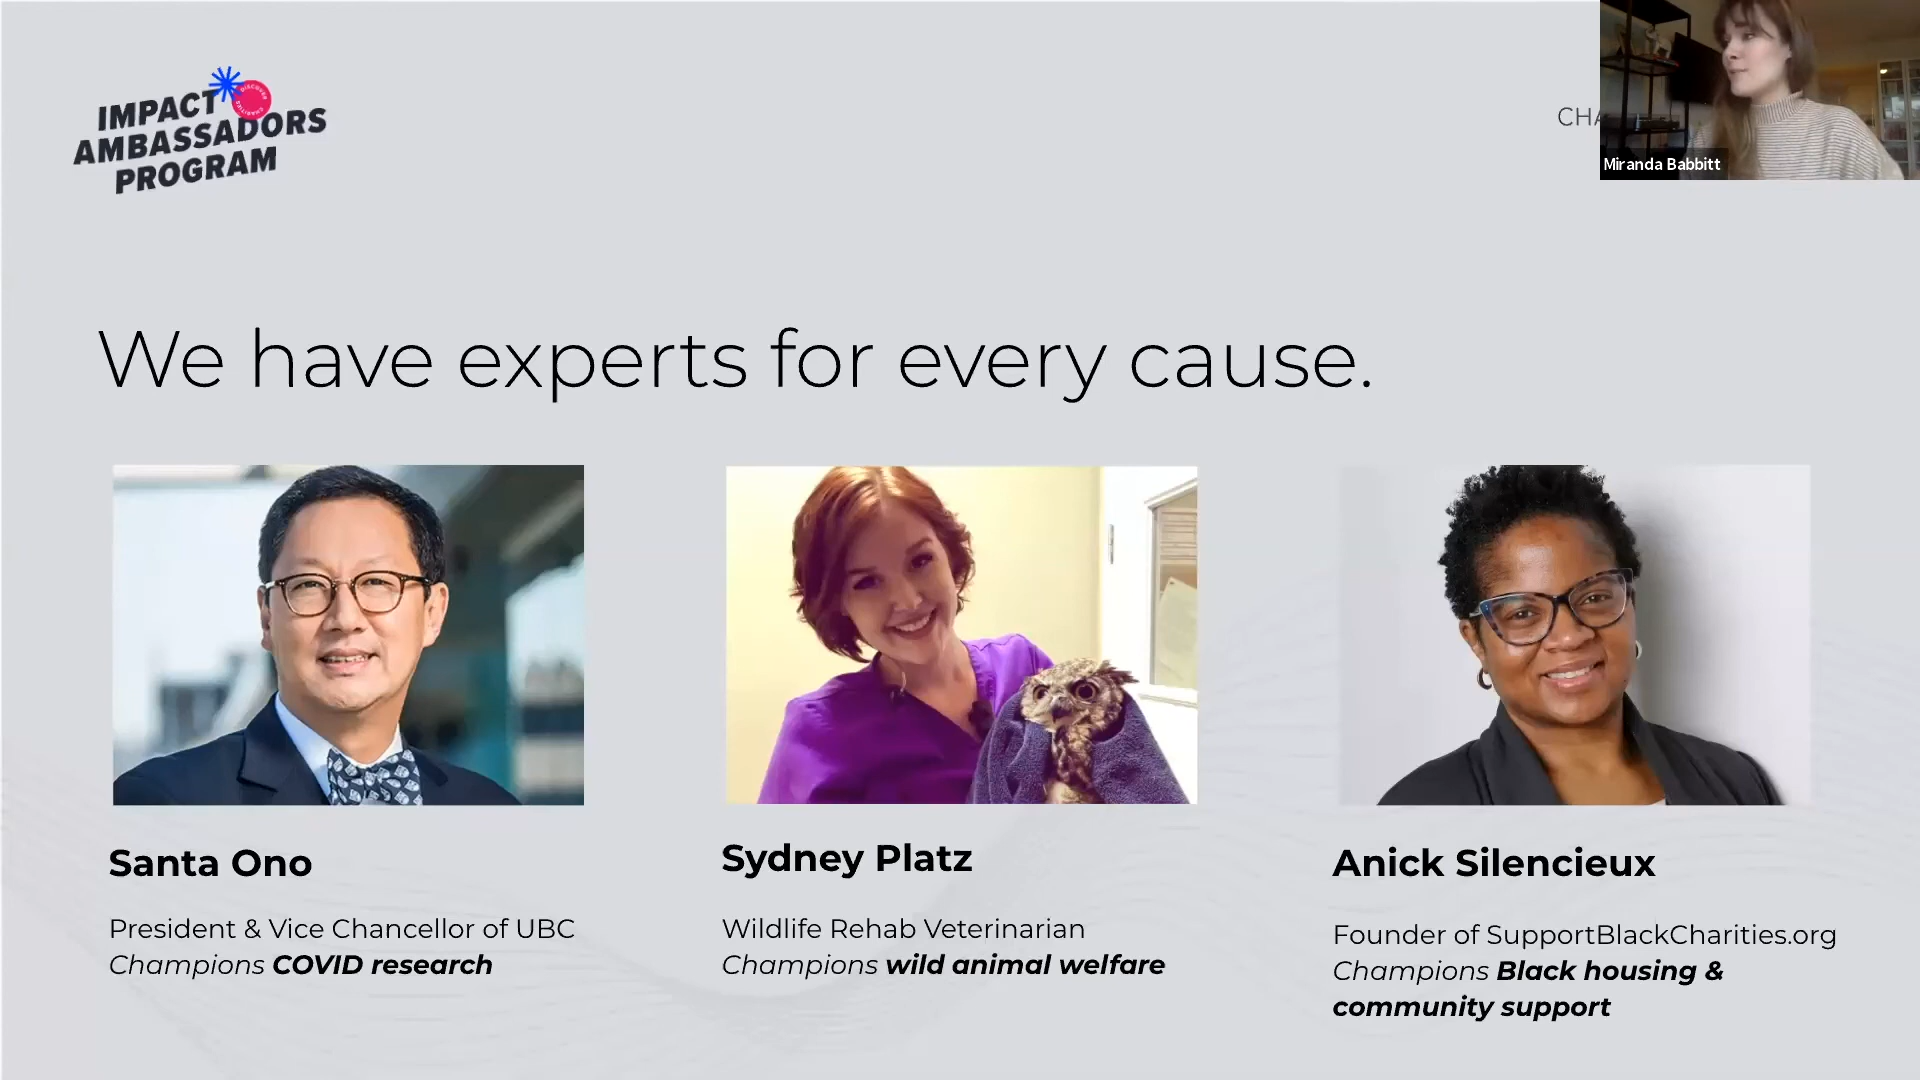 IMPACT
AMBASSADORS
PROGRAM
DISCOVER
CHARITIES
CHA
Miranda Babbitt
We have experts for every cause.
Santa Ono
President & Vice Chancellor of UBC
Champions COVID research
Sydney Platz
Wildlife Rehab Veterinarian
Champions wild animal welfare
Anick Silencieux
Founder of SupportBlackCharities.org
Champions Black housing &
community support